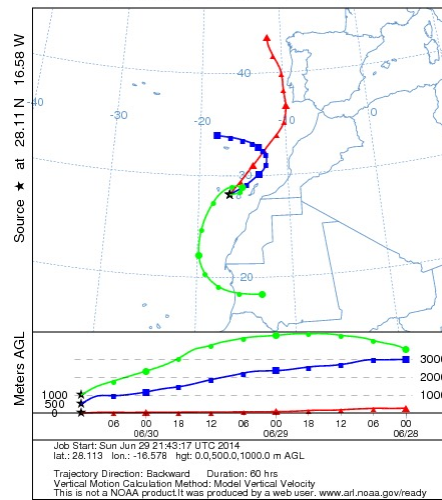 Source ★ at 28.11 N 16.58 W
-40
-30
-20
-10
0
40
30
20
Meters AGL
1000
500
0
3000
2000
1000
06 00 18 12 06 00 18 12 06 00
06/30 06/29 06/28
Job Start: Sun Jun 29 21:43:17 UTC 2014
lat.: 28.113 lon.: -16.578 hgt: 0.0,500.0,1000.0 m AGL
Trajectory Direction: Backward Duration: 60 hrs
Vertical Motion Calculation Method: Model Vertical Velocity
This is not a NOAA product.It was produced by a web user. www.arl.noaa.gov/ready